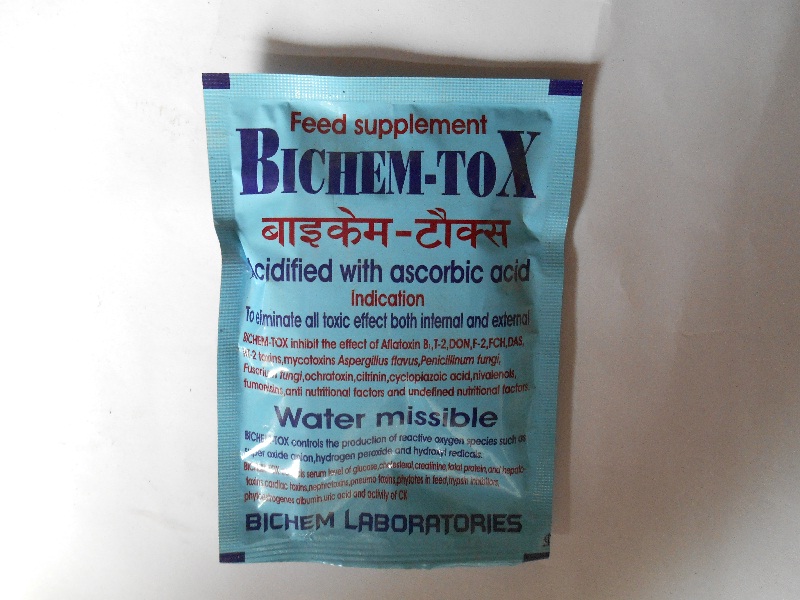 Feed supplement
BICHEM-TOX
बाइकेम-टौक्स
Acidified with ascorbic acid
Indication
To eliminate all toxic effect both internal and external
BICHEM-TOX inhibit the effect of Aflatoxin B₁,T-2,DON,F-2,FCH,DAS,
HT-2 toxins,mycotoxins Aspergillus flavus,Penicillinum fungi,
Fusarium fungi,ochratoxin,citrinin,cyclopiazoic acid,nivalenols,
fumonisins,anti nutritional factors and undefined nutritional factors.
Water missible
BICHEM-TOX controls the production of reactive oxygen species such as
super oxide anion,hydrogen peroxide and hydroxyl redicals.
serum level of glucose,cholesterol,creatinine,total protein,and hepato-
toxins,cardiac toxins,nephrotoxins,pneumo toxins,phytates in feed,trypsin inhibitors,
albumin,uric acid and activity of CK
BICHEM LABORATORIES